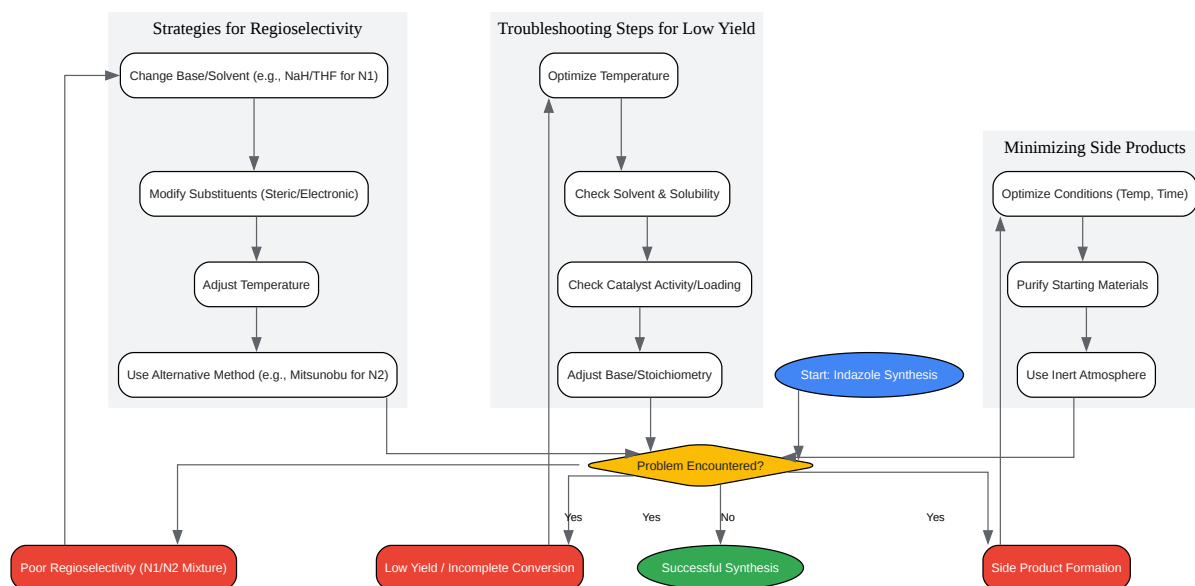 Strategies for Regioselectivity
Change Base/Solvent (e.g., NaH/THF for N1)
Modify Substituents (Steric/Electronic)
Adjust Temperature
Use Alternative Method (e.g., Mitsunobu for N2)
Troubleshooting Steps for Low Yield
Optimize Temperature
Check Solvent & Solubility
Check Catalyst Activity/Loading
Adjust Base/Stoichiometry
Start: Indazole Synthesis
Minimizing Side Products
Optimize Conditions (Temp, Time)
Purify Starting Materials
Use Inert Atmosphere
Problem Encountered?
Yes
Yes
No
Yes
Poor Regioselectivity (N1/N2 Mixture)
Low Yield / Incomplete Conversion
Successful Synthesis
Side Product Formation